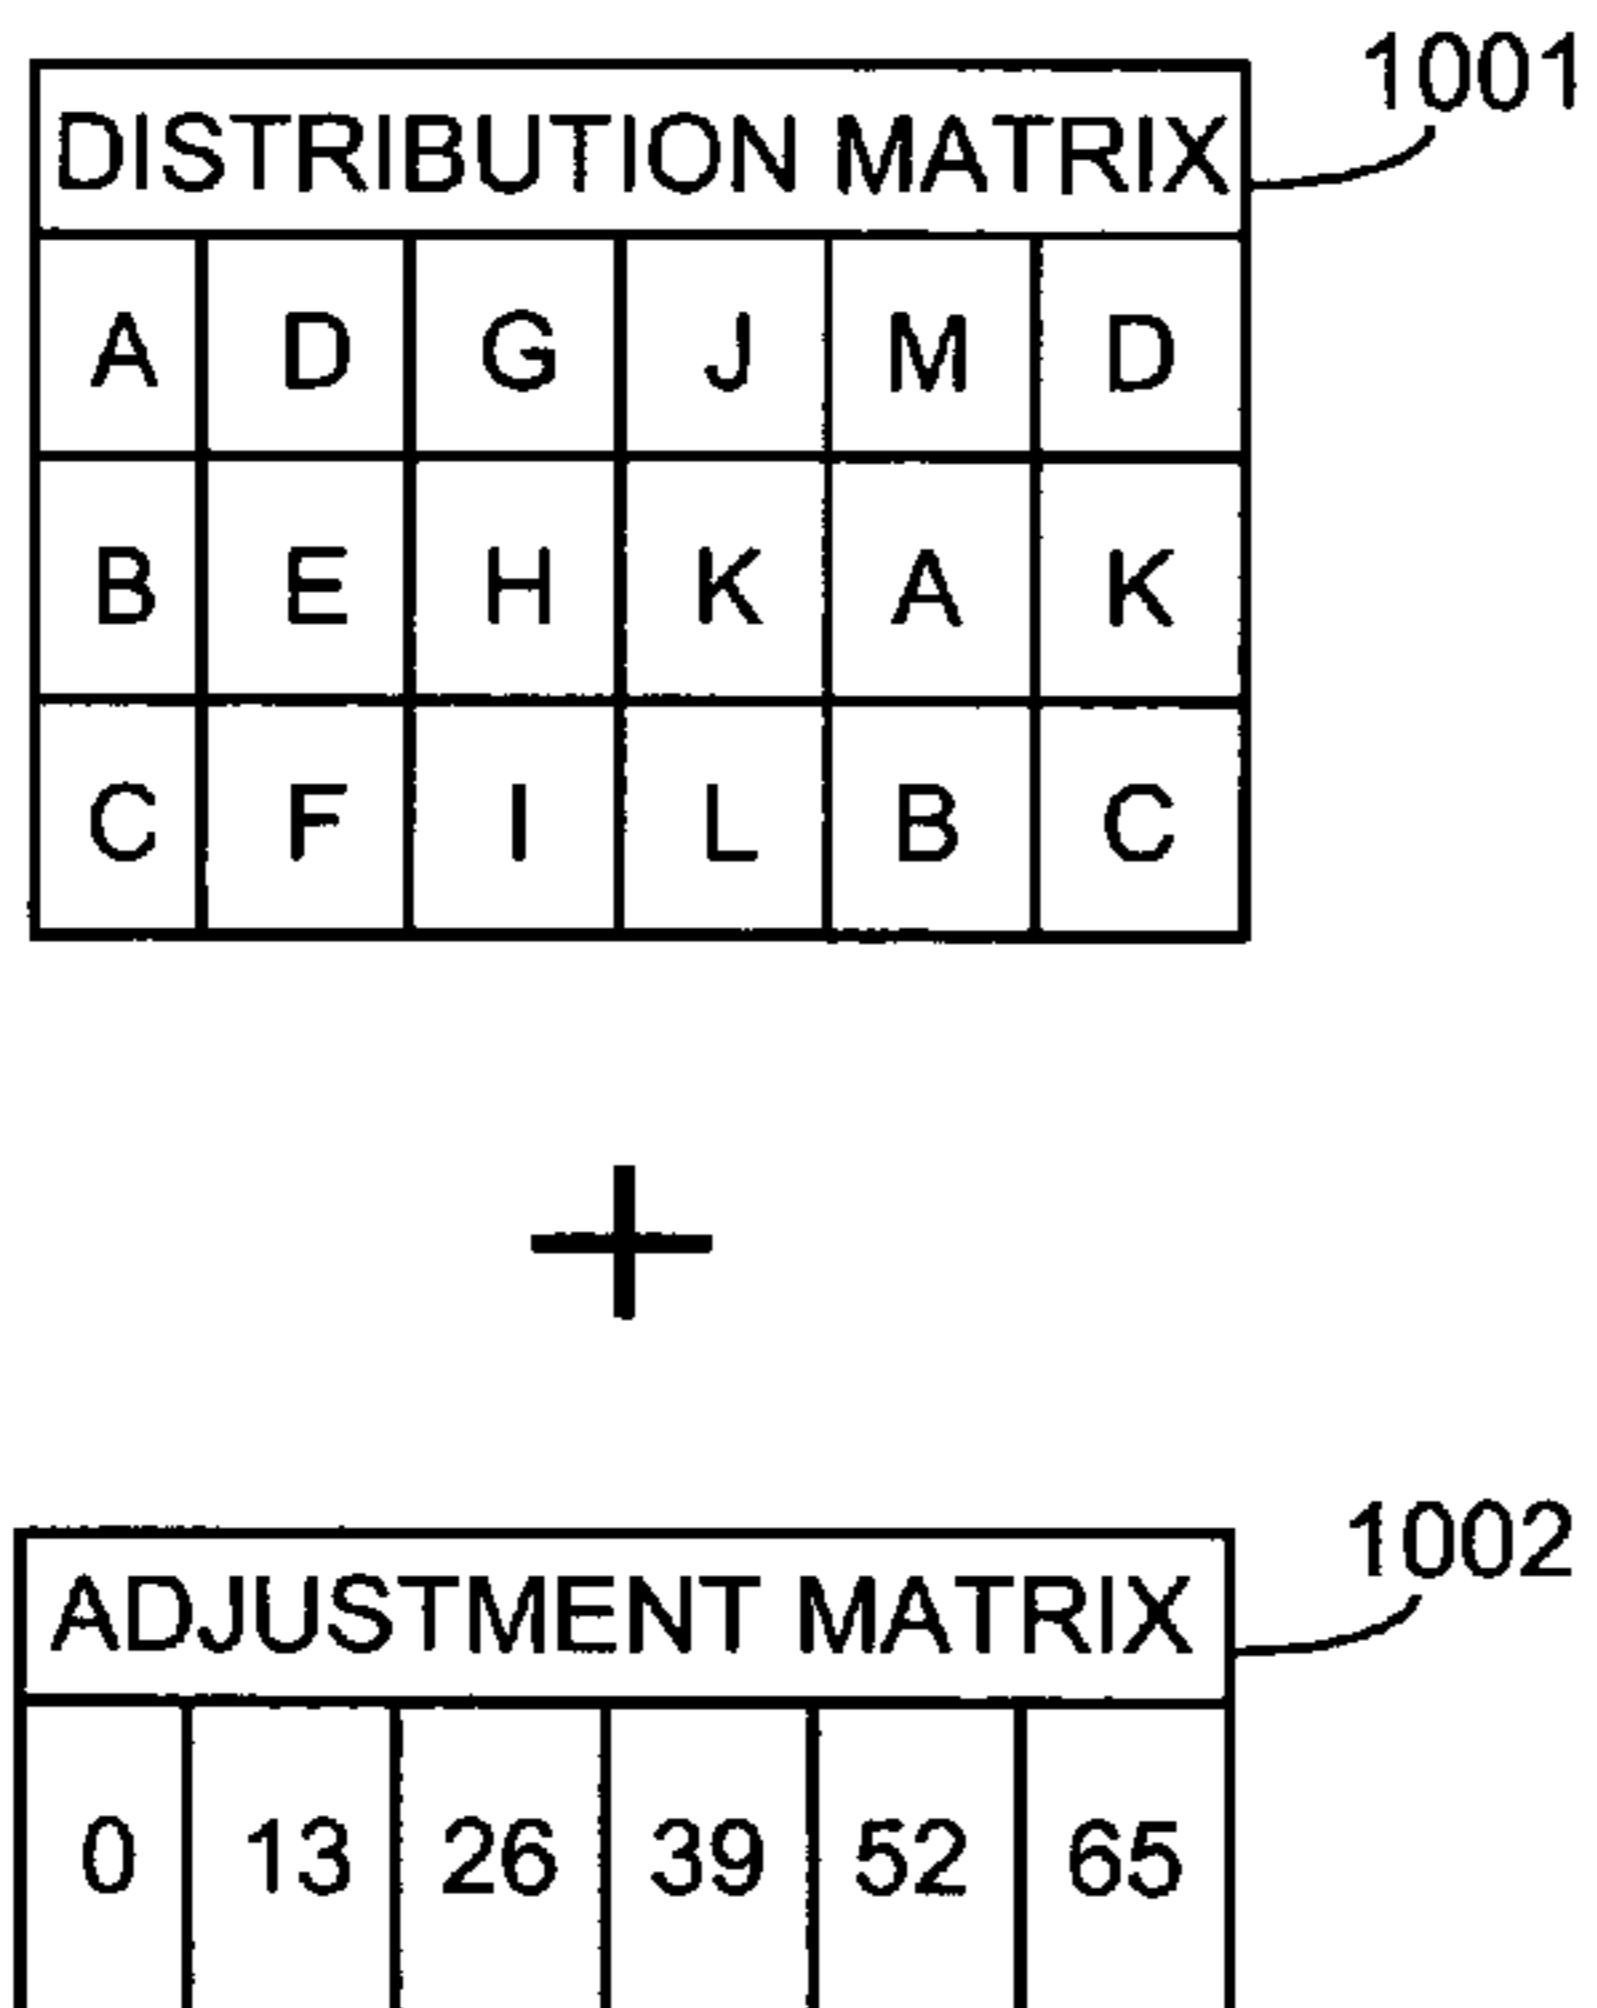 1001
DISTRIBUTION MATRIX
A D G J M D
B E H K A K
C F I L B C
+
1002
ADJUSTMENT MATRIX
0 13 26 39 52 65